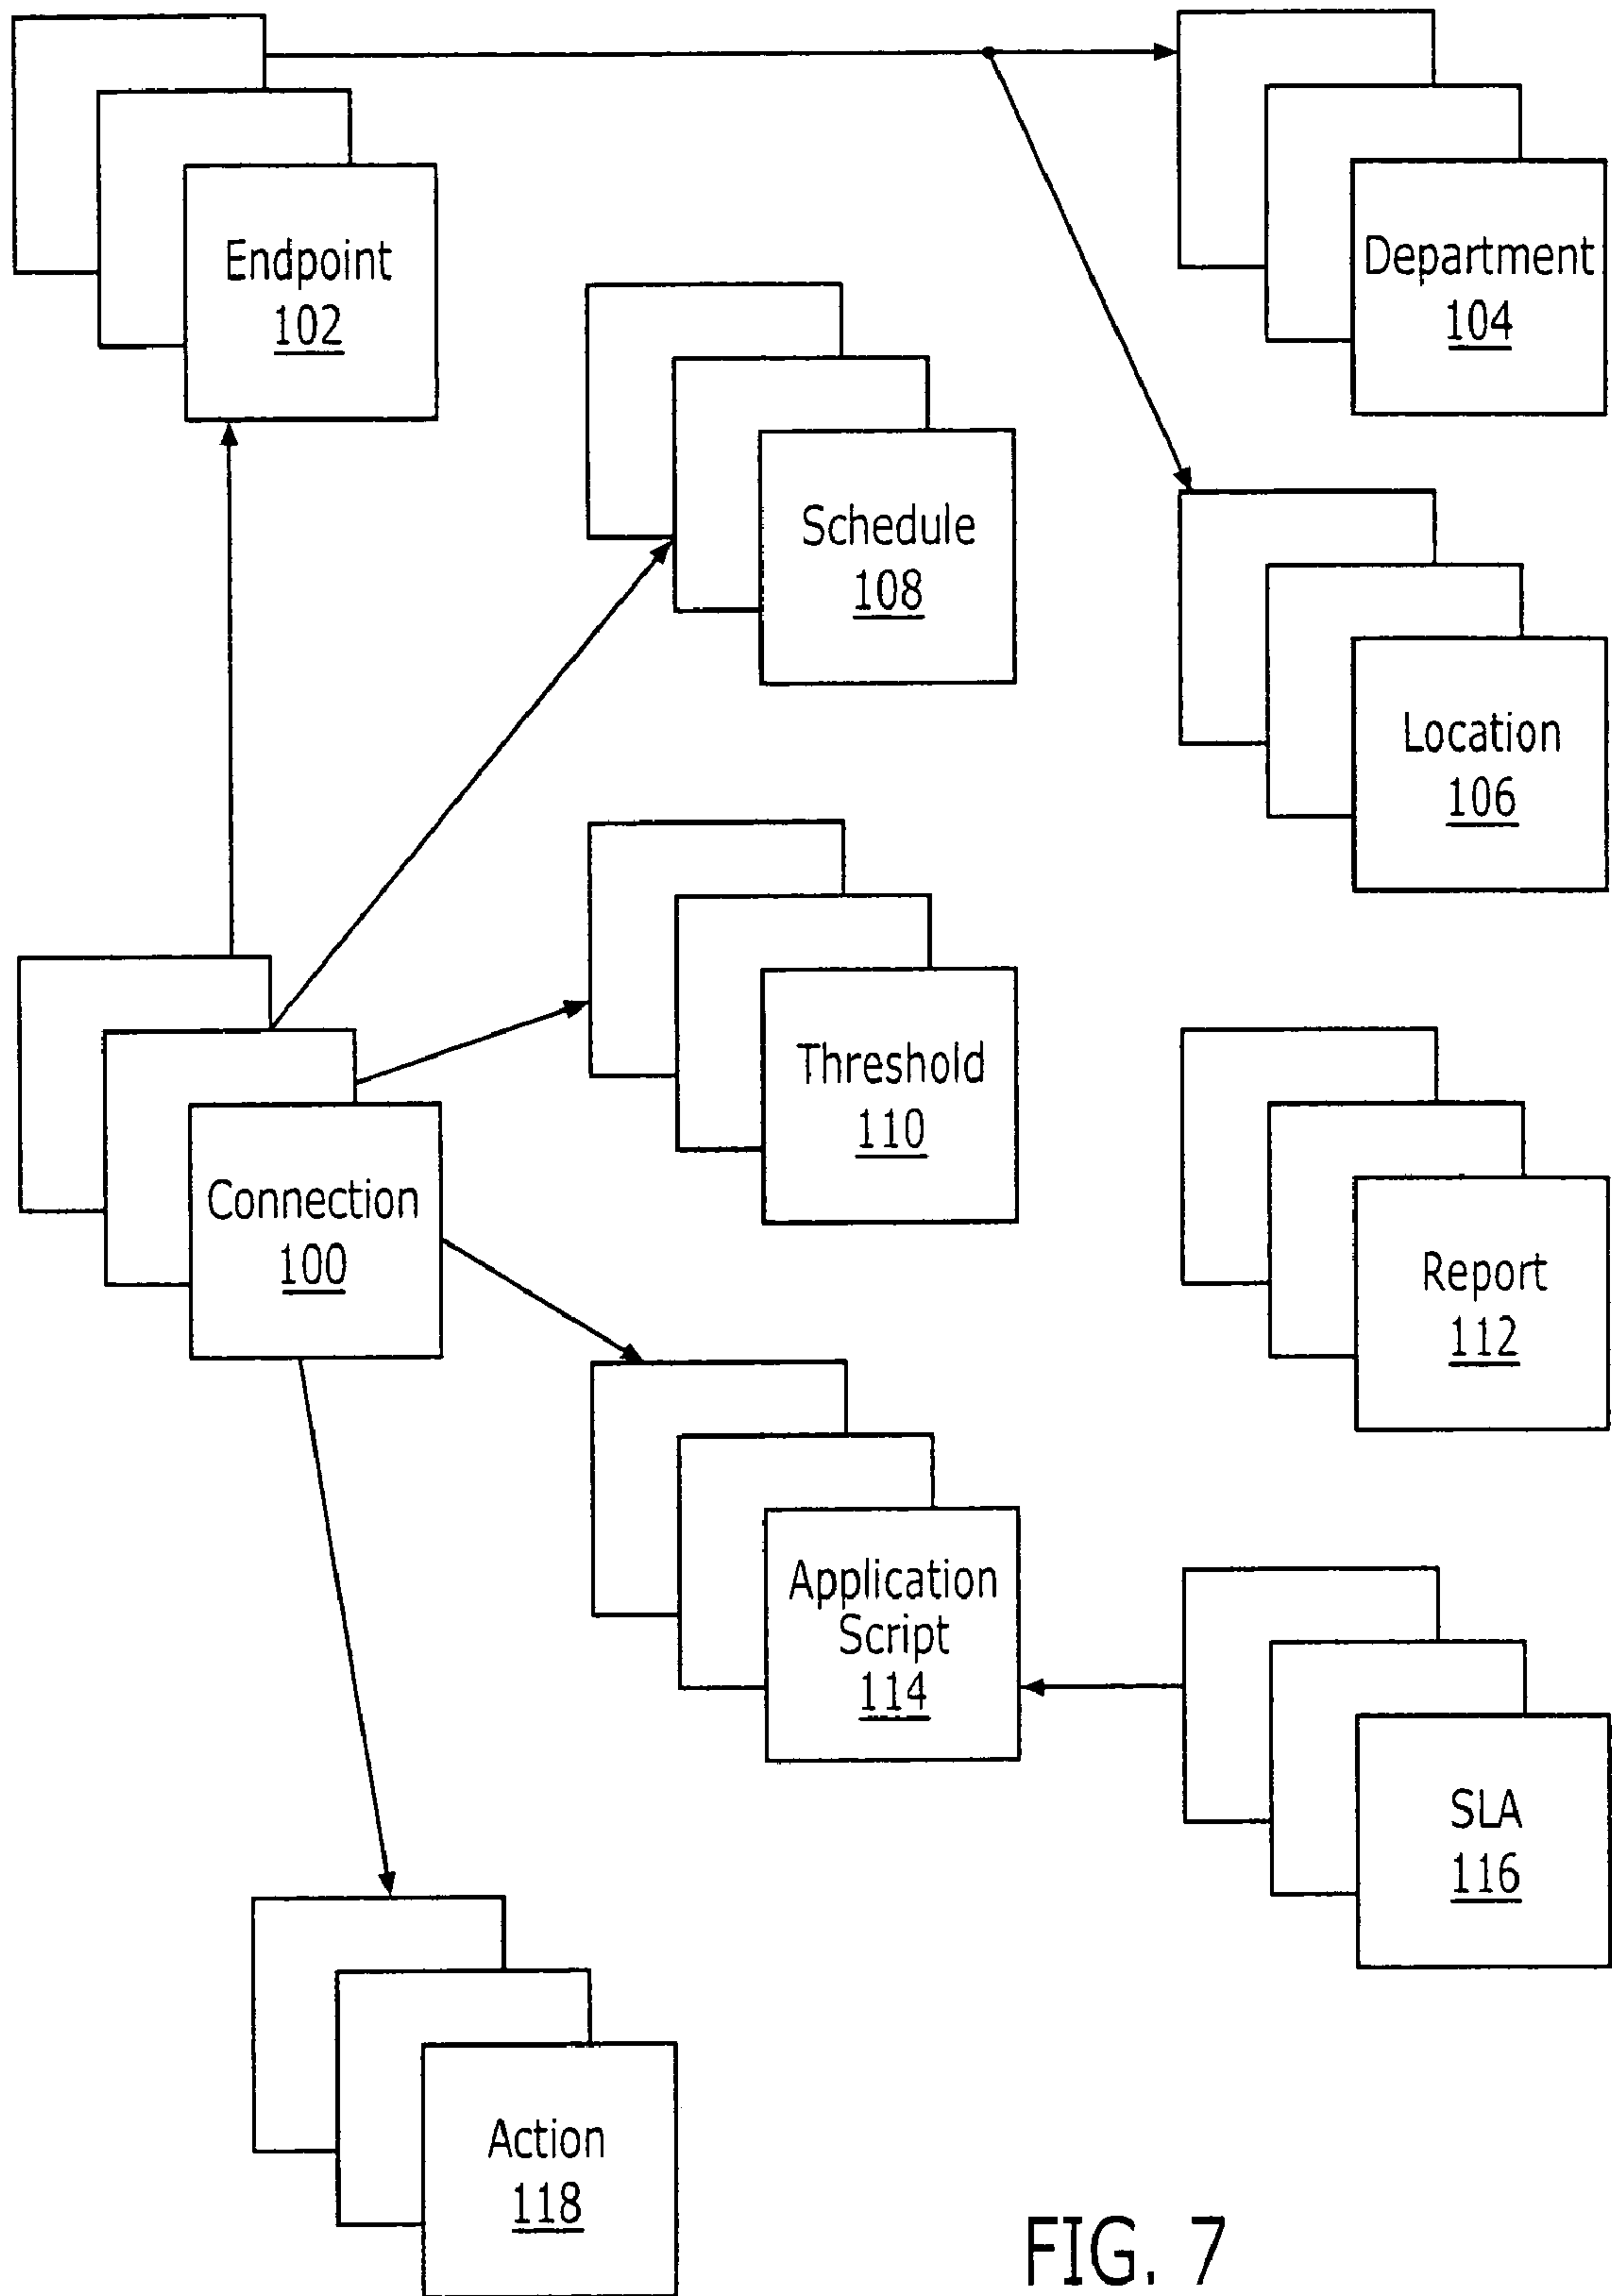 Endpoint
102
Department
104
Schedule
108
Location
106
Threshold
110
Connection
100
Report
112
Application
Script
114
SLA
116
Action
118
FIG. 7